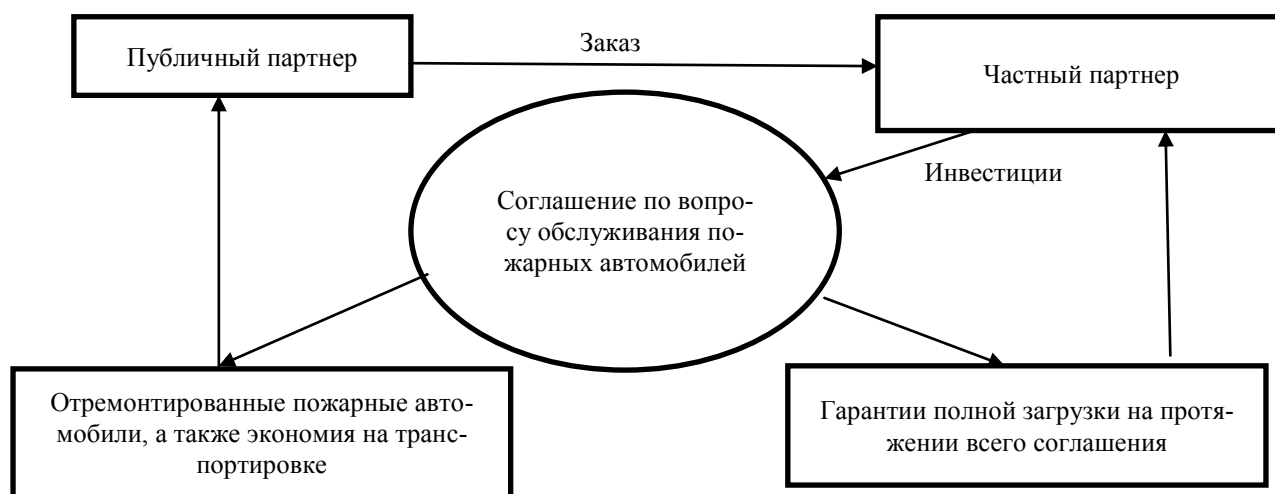 Публичный партнер
Заказ
Частный партнер
Инвестиции
Соглашение по вопро-
су обслуживания по-
жарных автомобилей
Отремонтированные пожарные авто-
мобили, а также экономия на транс-
портировке
Гарантии полной загрузки на протя-
жении всего соглашения